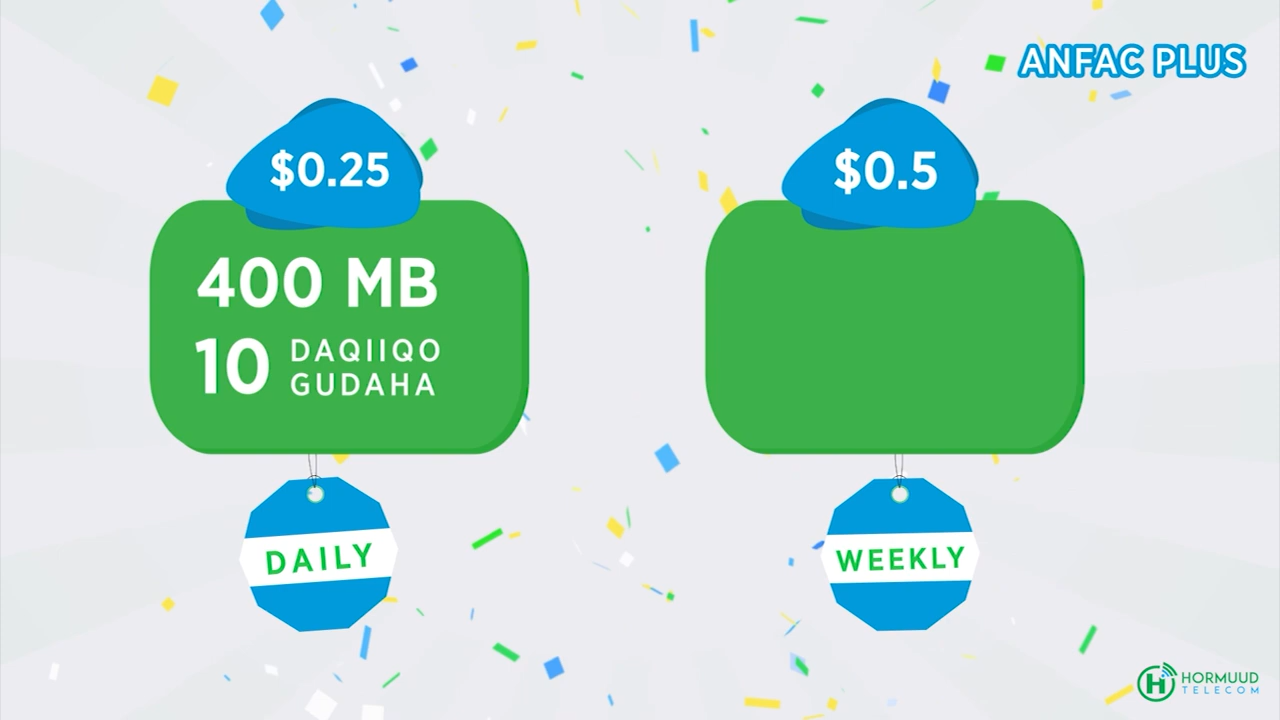 ANFAC PLUS
$0.25
400 MB
10 DAQIIQO
GUDAHA
DAILY
$0.5
WEEKLY
HORMUUD
TELECOM